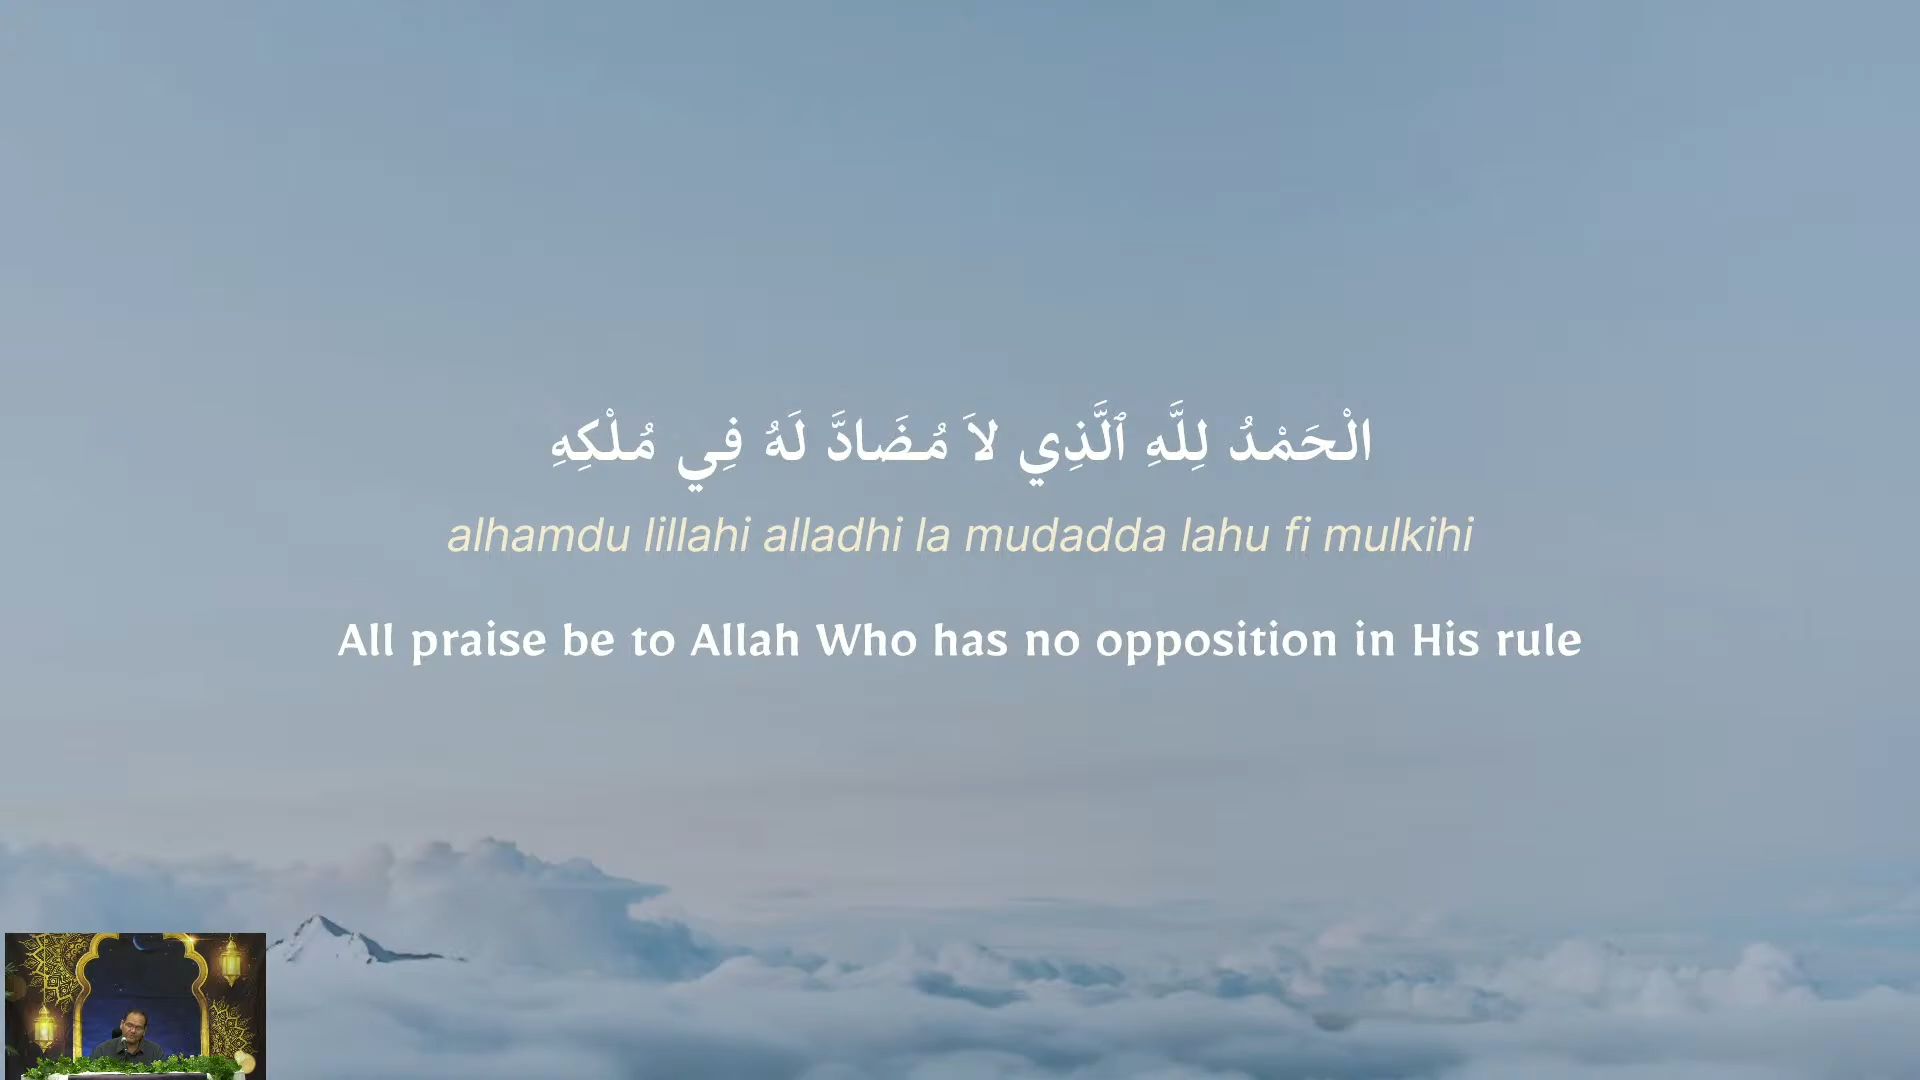 الْحَمْدُ لِلَّهِ ٱلَّذِي لاَ مُضَادَّ لَهُ فِي مُلْكِهِ
alhamdu lillahi alladhi la mudadda lahu fi mulkihi
All praise be to Allah Who has no opposition in His rule